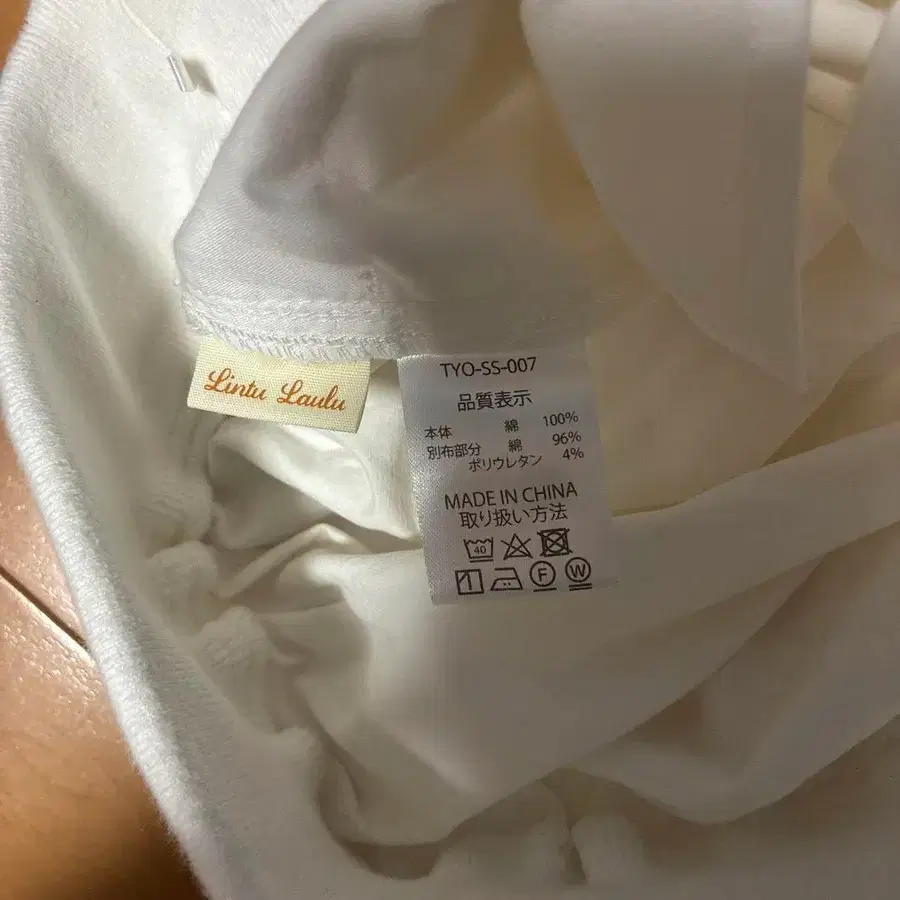 Lintu Laulu
TYO-SS-007
品質表示
本体 綿 100%
別布部分 綿 96%
ポリウレタン 4%
MADE IN CHINA
取り扱い方法
40
F W